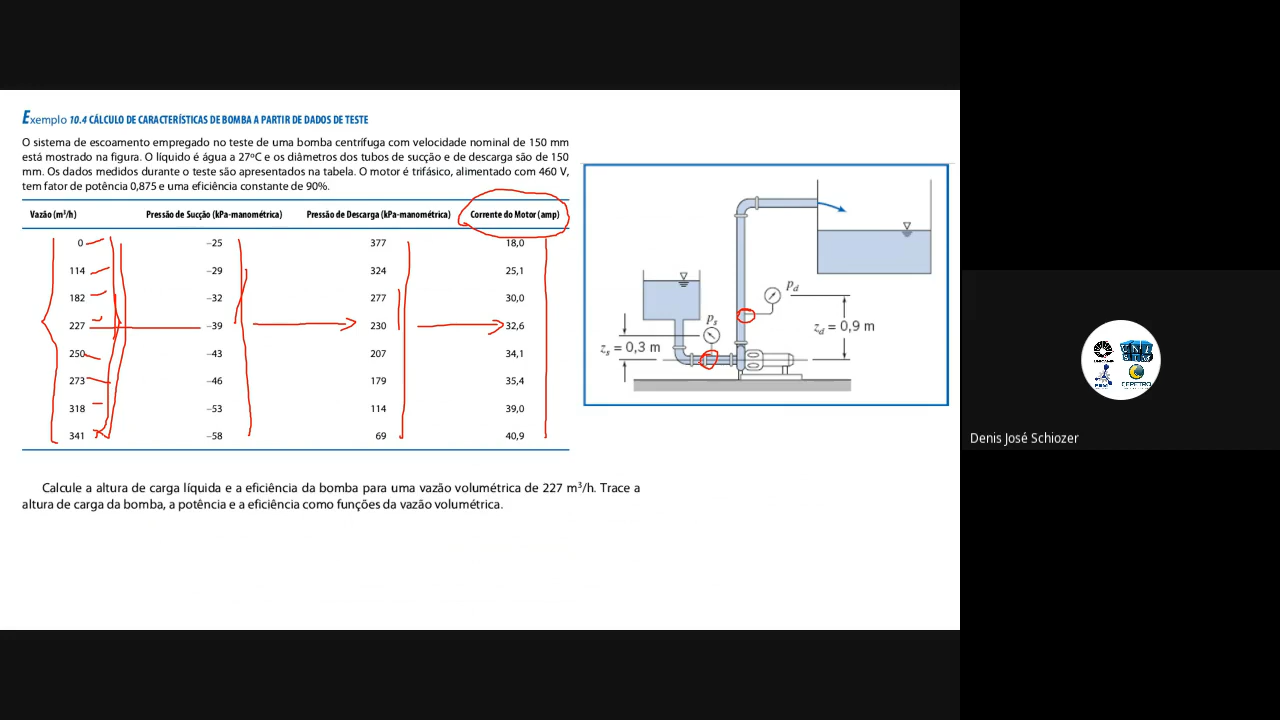 Exemplo 10.4 CÁLCULO DE CARACTERÍSTICAS DE BOMBA A PARTIR DE DADOS DE TESTE
O sistema de escoamento empregado no teste de uma bomba centrífuga com velocidade nominal de 150 mm
está mostrado na figura. O líquido é água a 27ºC e os diâmetros dos tubos de sucção e de descarga são de 150
mm. Os dados medidos durante o teste são apresentados na tabela. O motor é trifásico, alimentado com 460 V,
tem fator de potência 0,875 e uma eficiência constante de 90%.
Vazão (m³/h) Pressão de Sucção (kPa-manométrica) Pressão de Descarga (kPa-manométrica) Corrente do Motor (amp)
0 –25 377 18,0
114 –29 324 25,1
182 –32 277 30,0
227 –39 230 32,6
250 –43 207 34,1
273 –46 179 35,4
318 –53 114 39,0
341 –58 69 40,9
pd
ps
zd = 0,9 m
zs = 0,3 m
Calcule a altura de carga líquida e a eficiência da bomba para uma vazão volumétrica de 227 m³/h. Trace a
altura de carga da bomba, a potência e a eficiência como funções da vazão volumétrica.
Denis José Schiozer